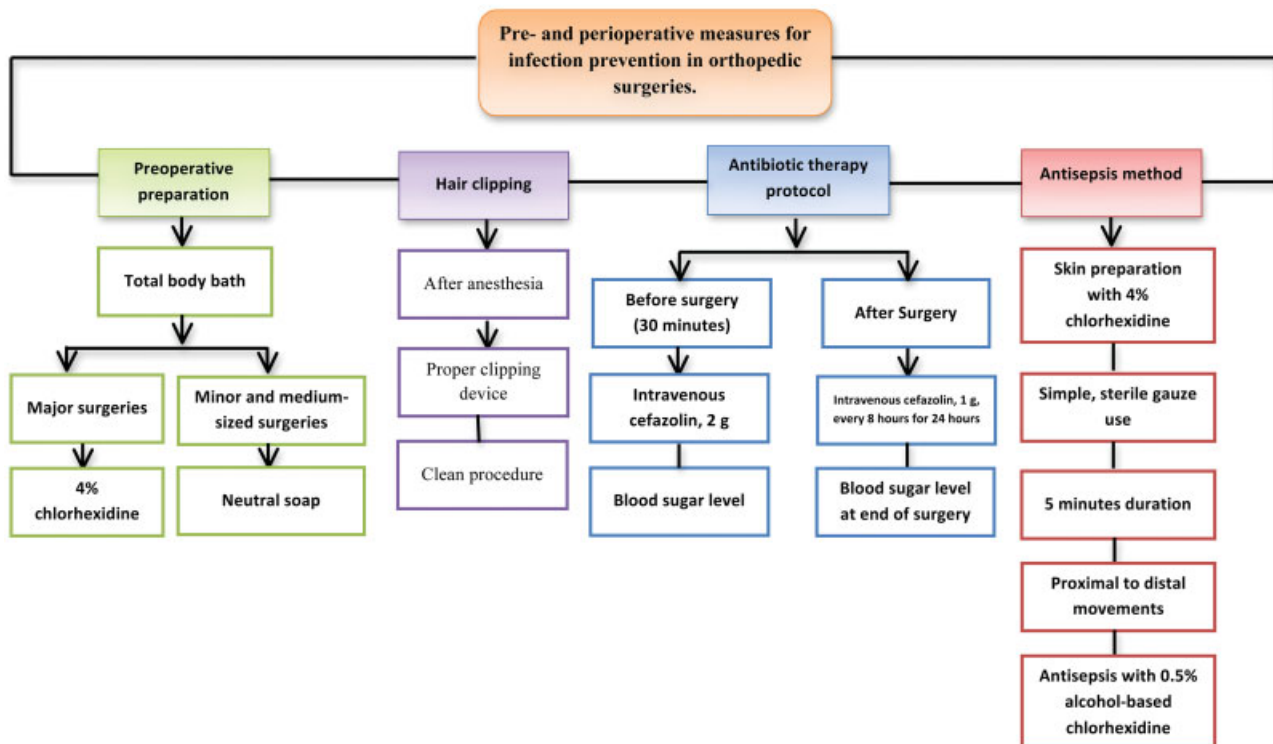 Pre- and perioperative measures for
infection prevention in orthopedic
surgeries.
Preoperative
preparation
Total body bath
Major surgeries
4%
chlorhexidine
Minor and medium-
sized surgeries
Neutral soap
Hair clipping
After anesthesia
Proper clipping
device
Clean procedure
Antibiotic therapy
protocol
Before surgery
(30 minutes)
Intravenous
cefazolin, 2 g
Blood sugar level
After Surgery
Intravenous cefazolin, 1 g,
every 8 hours for 24 hours
Blood sugar level
at end of surgery
Antisepsis method
Skin preparation
with 4%
chlorhexidine
Simple, sterile gauze
use
5 minutes duration
Proximal to distal
movements
Antisepsis with 0.5%
alcohol-based
chlorhexidine